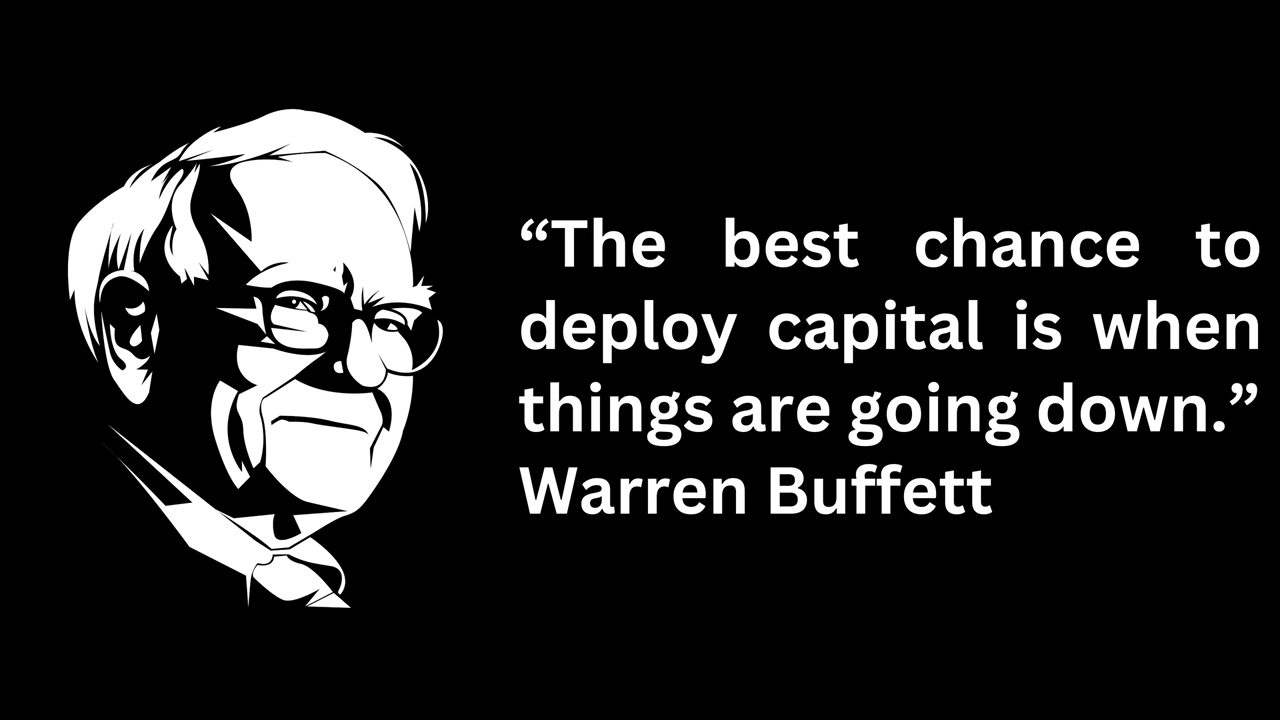 “The best chance to
deploy capital is when
things are going down.”
Warren Buffett